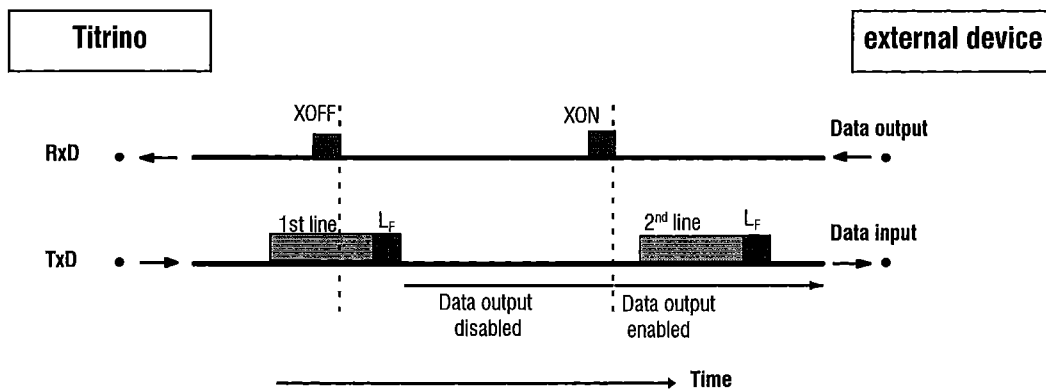 Titrino
external device
XOFF
XON
Data output
RxD
1st line
LF
2nd line
LF
Data input
TxD
Data output
disabled
Data output
enabled
Time